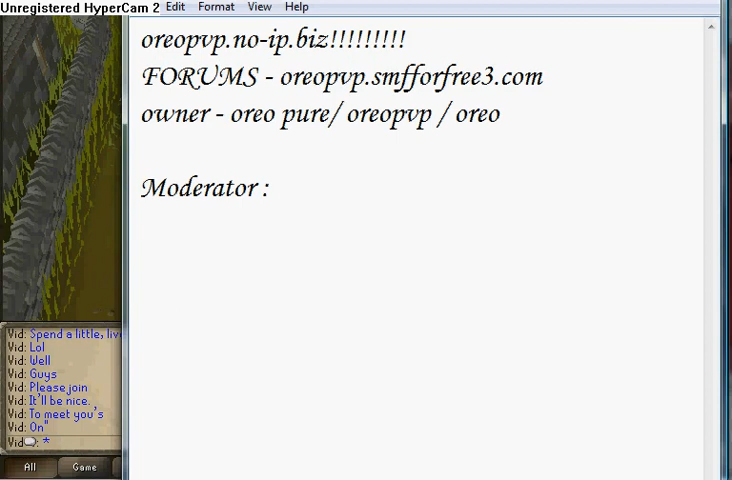 Unregistered HyperCam 2
Edit Format View Help
oreopvp.no-ip.biz!!!!!!!!!
FORUMS - oreopvp.smfforfree3.com
owner - oreo pure/ oreopvp / oreo
Moderator :
Vid: Spend a little, liv
Vid: Lol
Vid: Well
Vid: Guys
Vid: Please join
Vid: It'll be nice.
Vid: To meet you's
Vid: On"
Vid : *
All Game